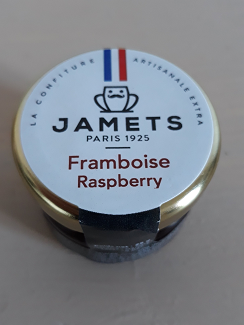 LA CONFITURE ARTISANALE EXTRA
JAMETS
PARIS 1925
Framboise
Raspberry